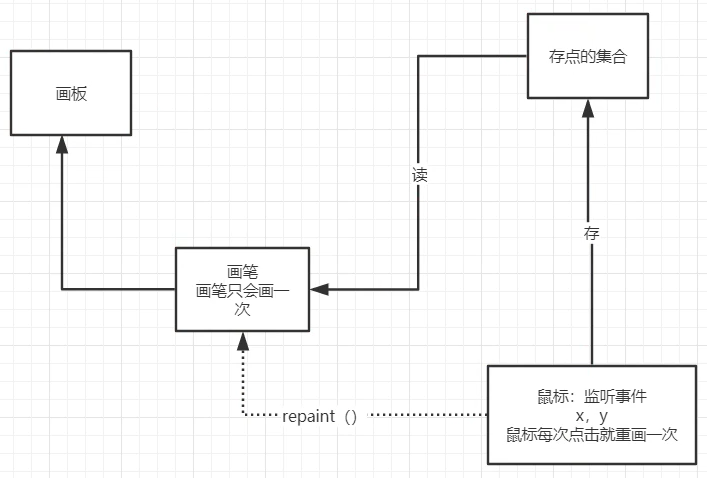 画板
存点的集合
读
存
画笔
画笔只会画一
次
repaint（）
鼠标：监听事件
x，y
鼠标每次点击就重画一次